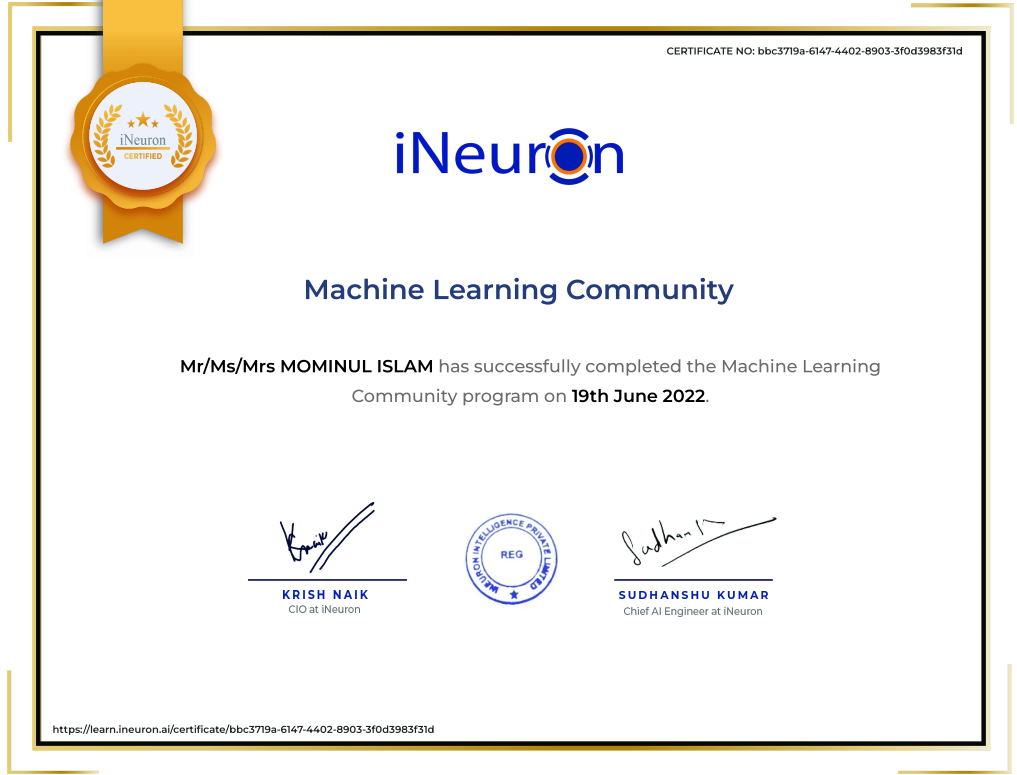 CERTIFICATE NO: bbc3719a-6147-4402-8903-3f0d3983f31d
iNeuron
CERTIFIED
iNeuron
Machine Learning Community
Mr/Ms/Mrs MOMINUL ISLAM has successfully completed the Machine Learning
Community program on 19th June 2022.
Krish
Sudhan K
INEURON INTELLIGENCE PRIVATE LIMITED
REG
KRISH NAIK
CIO at iNeuron
SUDHANSHU KUMAR
Chief AI Engineer at iNeuron
https://learn.ineuron.ai/certificate/bbc3719a-6147-4402-8903-3f0d3983f31d